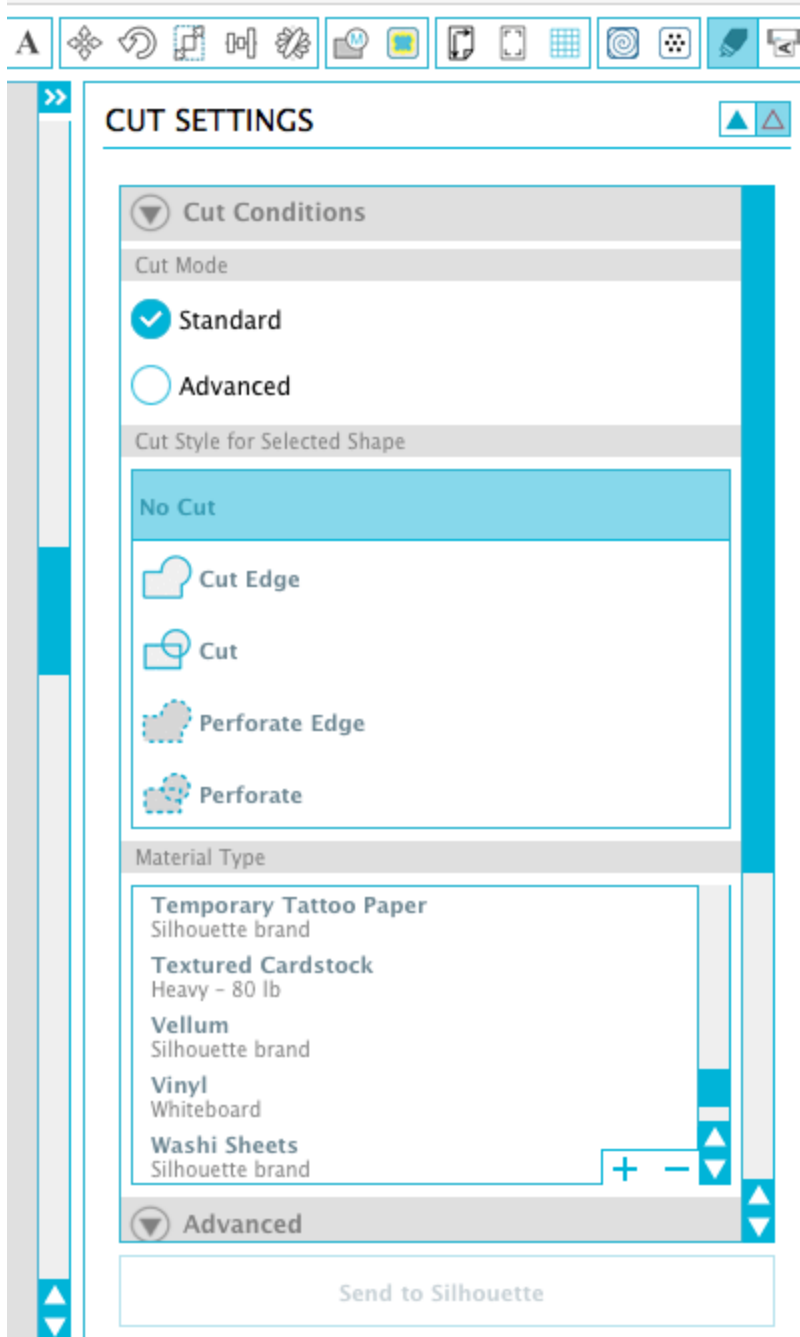 A
M
A
CUT SETTINGS
Cut Conditions
Cut Mode
Standard
Advanced
Cut Style for Selected Shape
No Cut
Cut Edge
Cut
Perforate Edge
Perforate
Material Type
Temporary Tattoo Paper
Silhouette brand
Textured Cardstock
Heavy – 80 lb
Vellum
Silhouette brand
Vinyl
Whiteboard
Washi Sheets
Silhouette brand
+ −
Advanced
Send to Silhouette